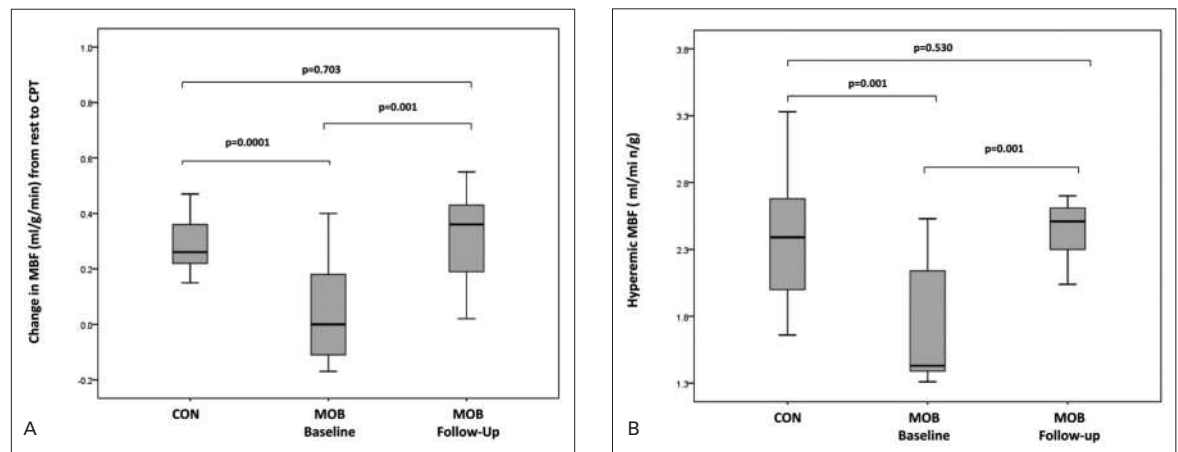 Change in MBF (ml/g/min) from rest to CPT
1.0
0.8
0.6
0.4
0.2
0.0
-0.2
p=0.703
p=0.001
p=0.0001
CON
MOB
Baseline
MOB
Follow-Up
A
Hyperemic MBF ( ml/mi n/g)
3.8
3.3
2.8
2.3
1.8
1.3
p=0.530
p=0.001
p=0.001
CON
MOB
Baseline
MOB
Follow-up
B